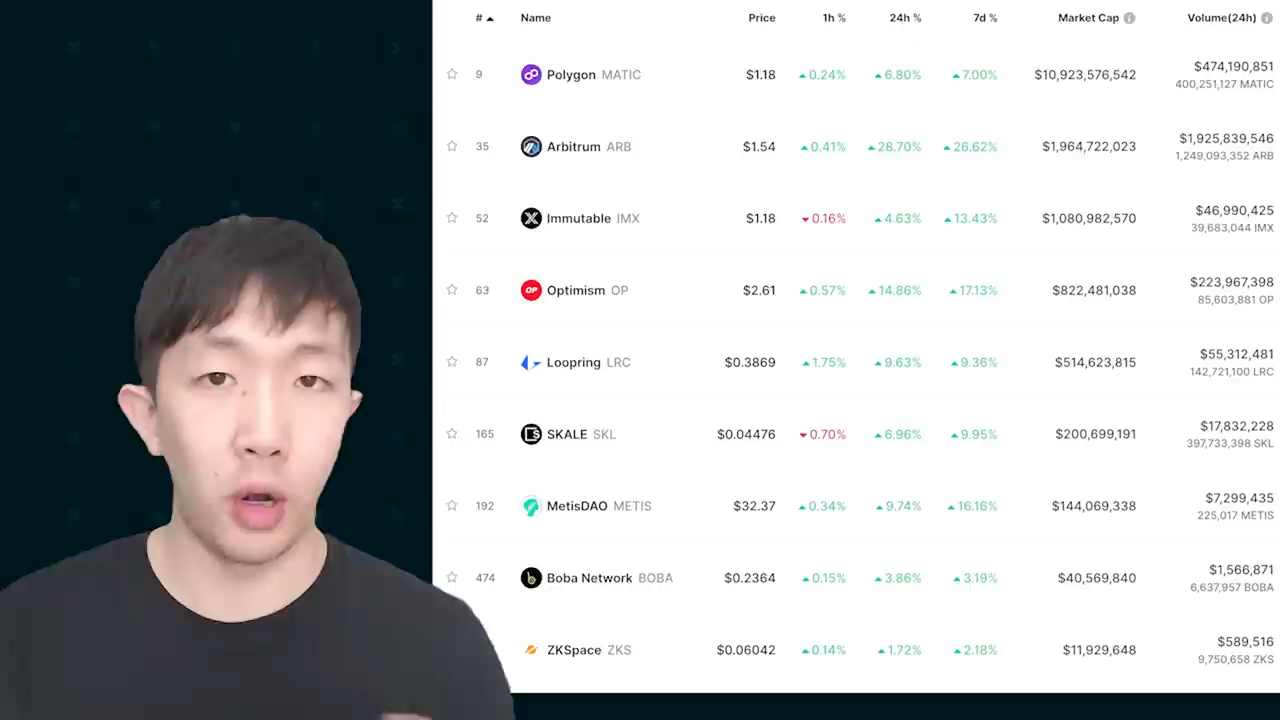 # Name Price 1h % 24h % 7d % Market Cap Volume(24h)
9 Polygon MATIC $1.18 0.24% 6.80% 7.00% $10,923,576,542 $474,190,851
400,251,127 MATIC
35 Arbitrum ARB $1.54 0.41% 28.70% 26.62% $1,964,722,023 $1,925,839,546
1,249,093,352 ARB
52 Immutable IMX $1.18 0.16% 4.63% 13.43% $1,080,982,570 $46,990,425
39,683,044 IMX
63 OP Optimism OP $2.61 0.57% 14.86% 17.13% $822,481,038 $223,967,398
85,603,881 OP
87 Loopring LRC $0.3869 1.75% 9.63% 9.36% $514,623,815 $55,312,481
142,721,100 LRC
165 SKALE SKL $0.04476 0.70% 6.96% 9.95% $200,699,191 $17,832,228
397,733,398 SKL
192 MetisDAO METIS $32.37 0.34% 9.74% 16.16% $144,069,338 $7,299,435
225,017 METIS
474 Boba Network BOBA $0.2364 0.15% 3.86% 3.19% $40,569,840 $1,566,871
6,637,957 BOBA
ZKSpace ZKS $0.06042 0.14% 1.72% 2.18% $11,929,648 $589,516
9,750,658 ZKS